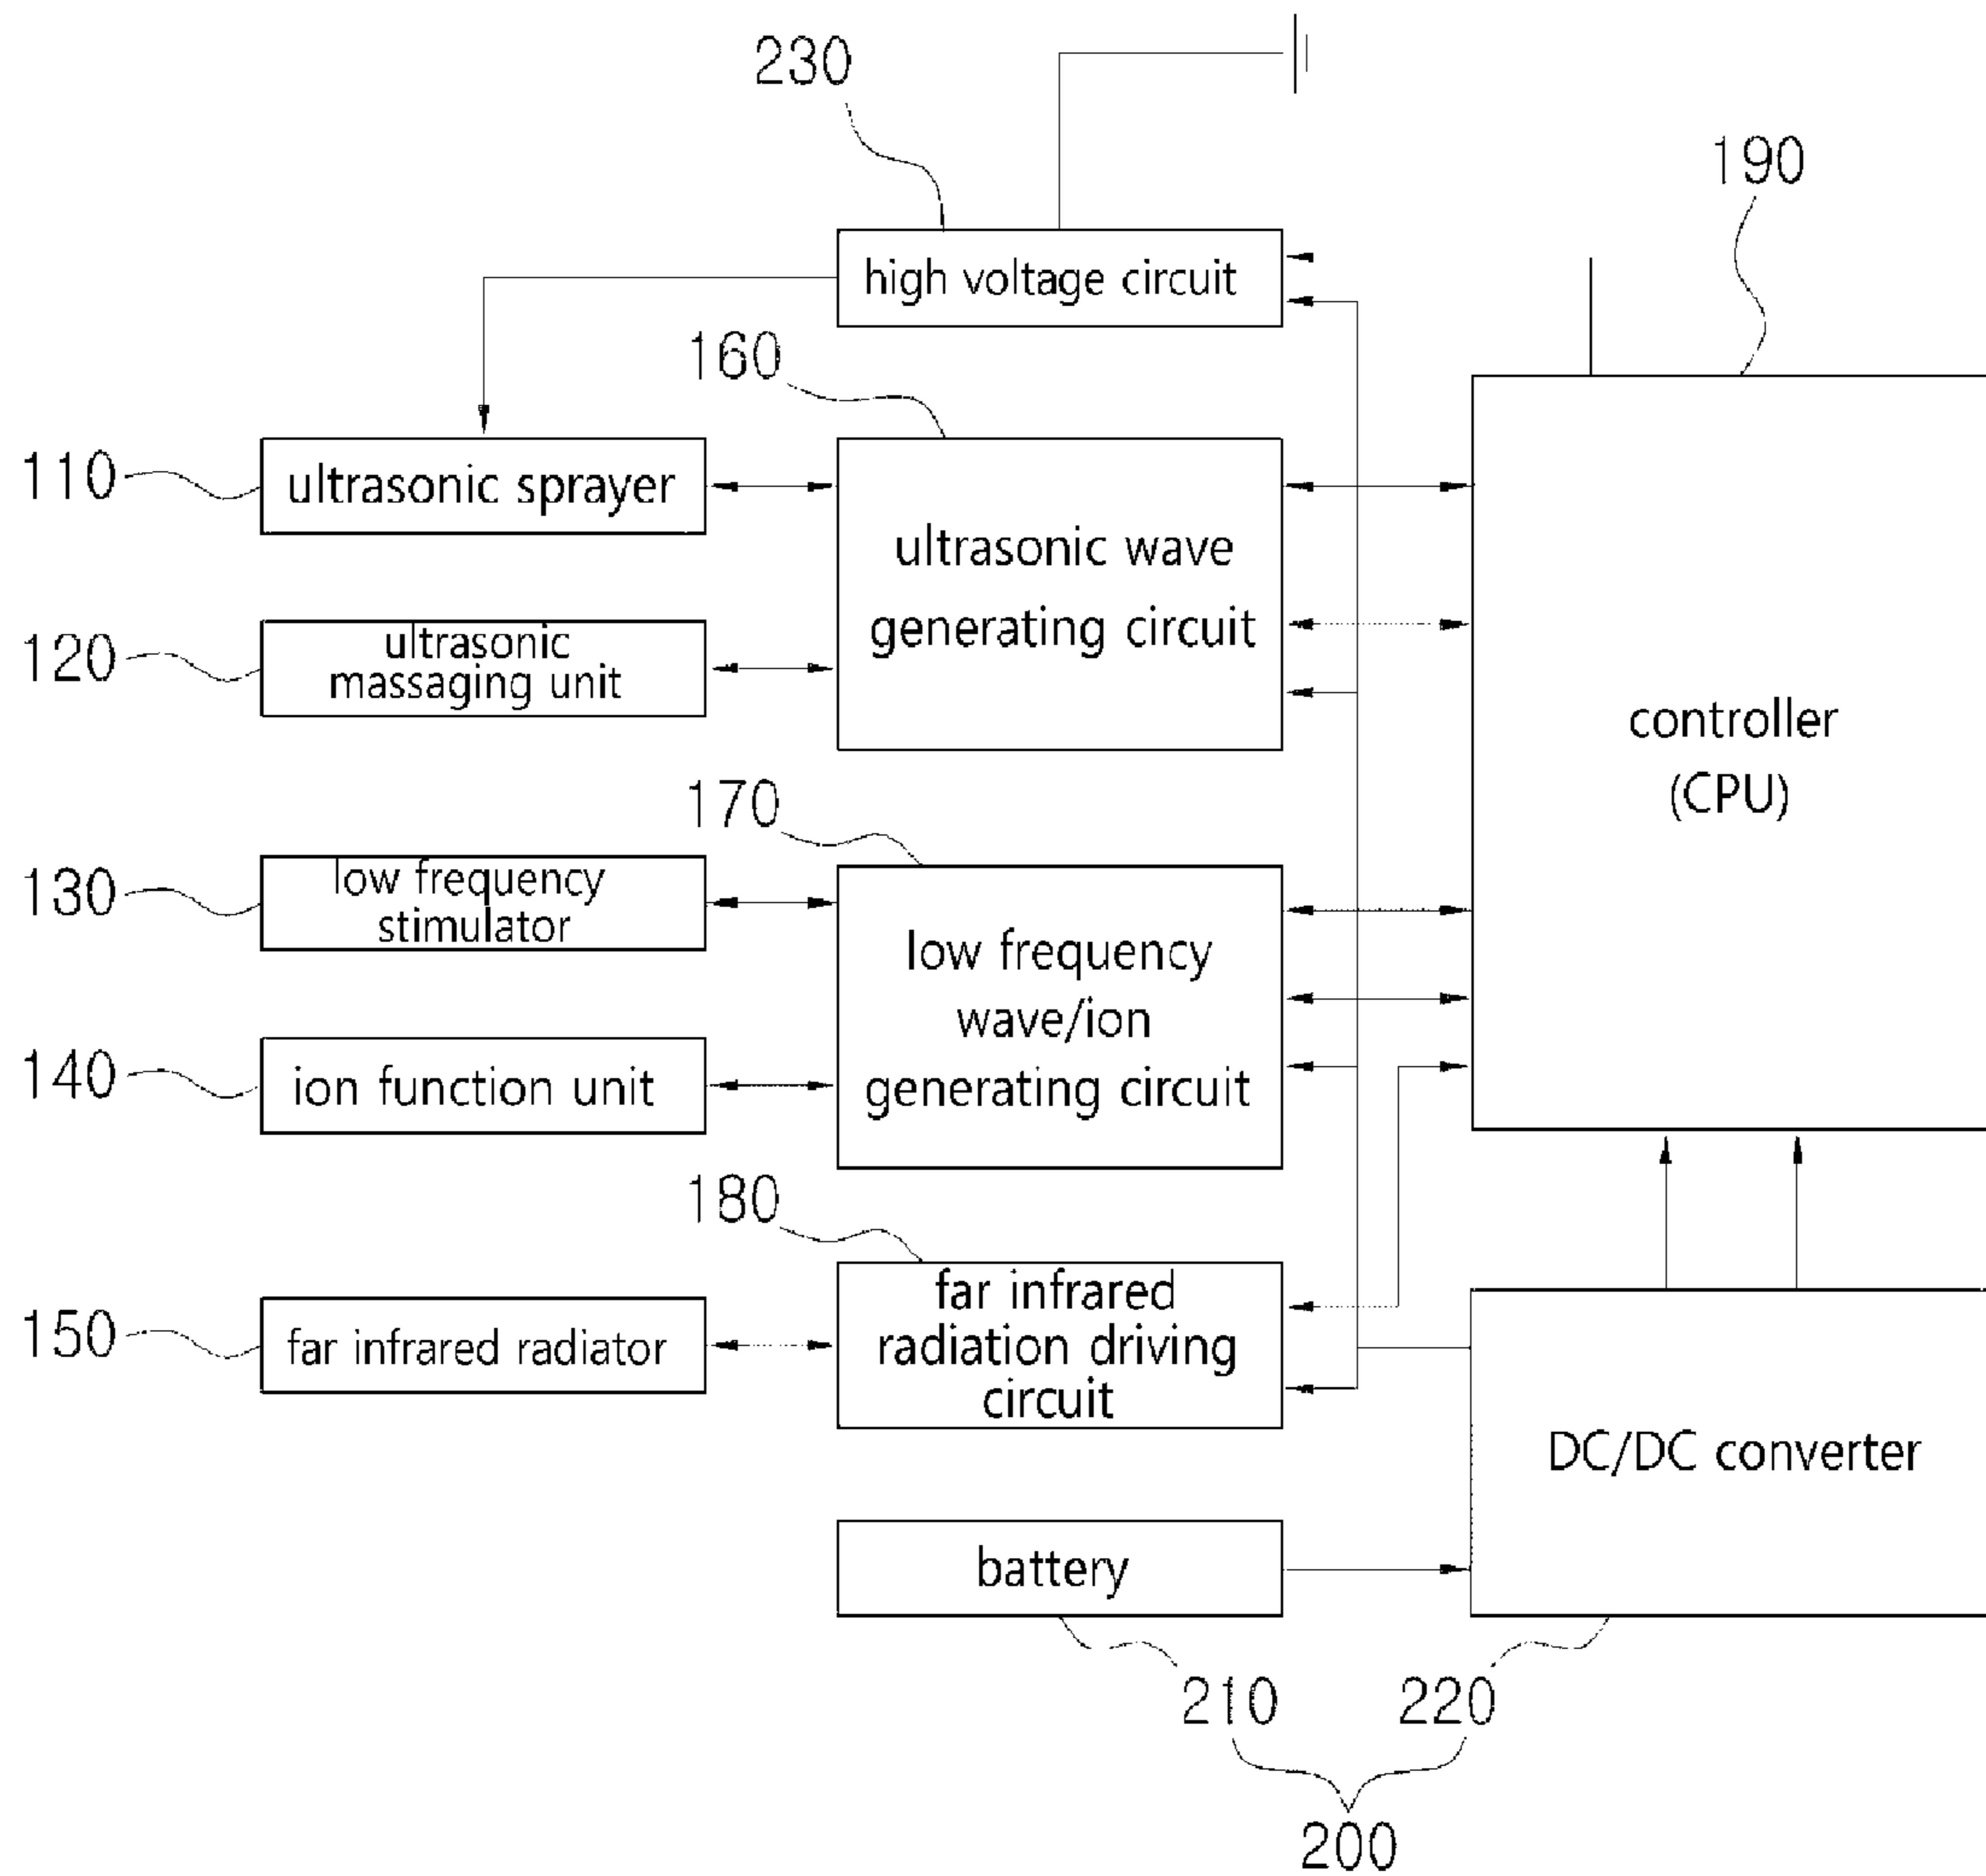 230
190
high voltage circuit
160
110
ultrasonic sprayer
ultrasonic wave
generating circuit
120
ultrasonic
massaging unit
controller
(CPU)
170
130
low frequency
stimulator
low frequency
wave/ion
generating circuit
140
ion function unit
180
150
far infrared radiator
far infrared
radiation driving
circuit
DC/DC converter
battery
210
220
200